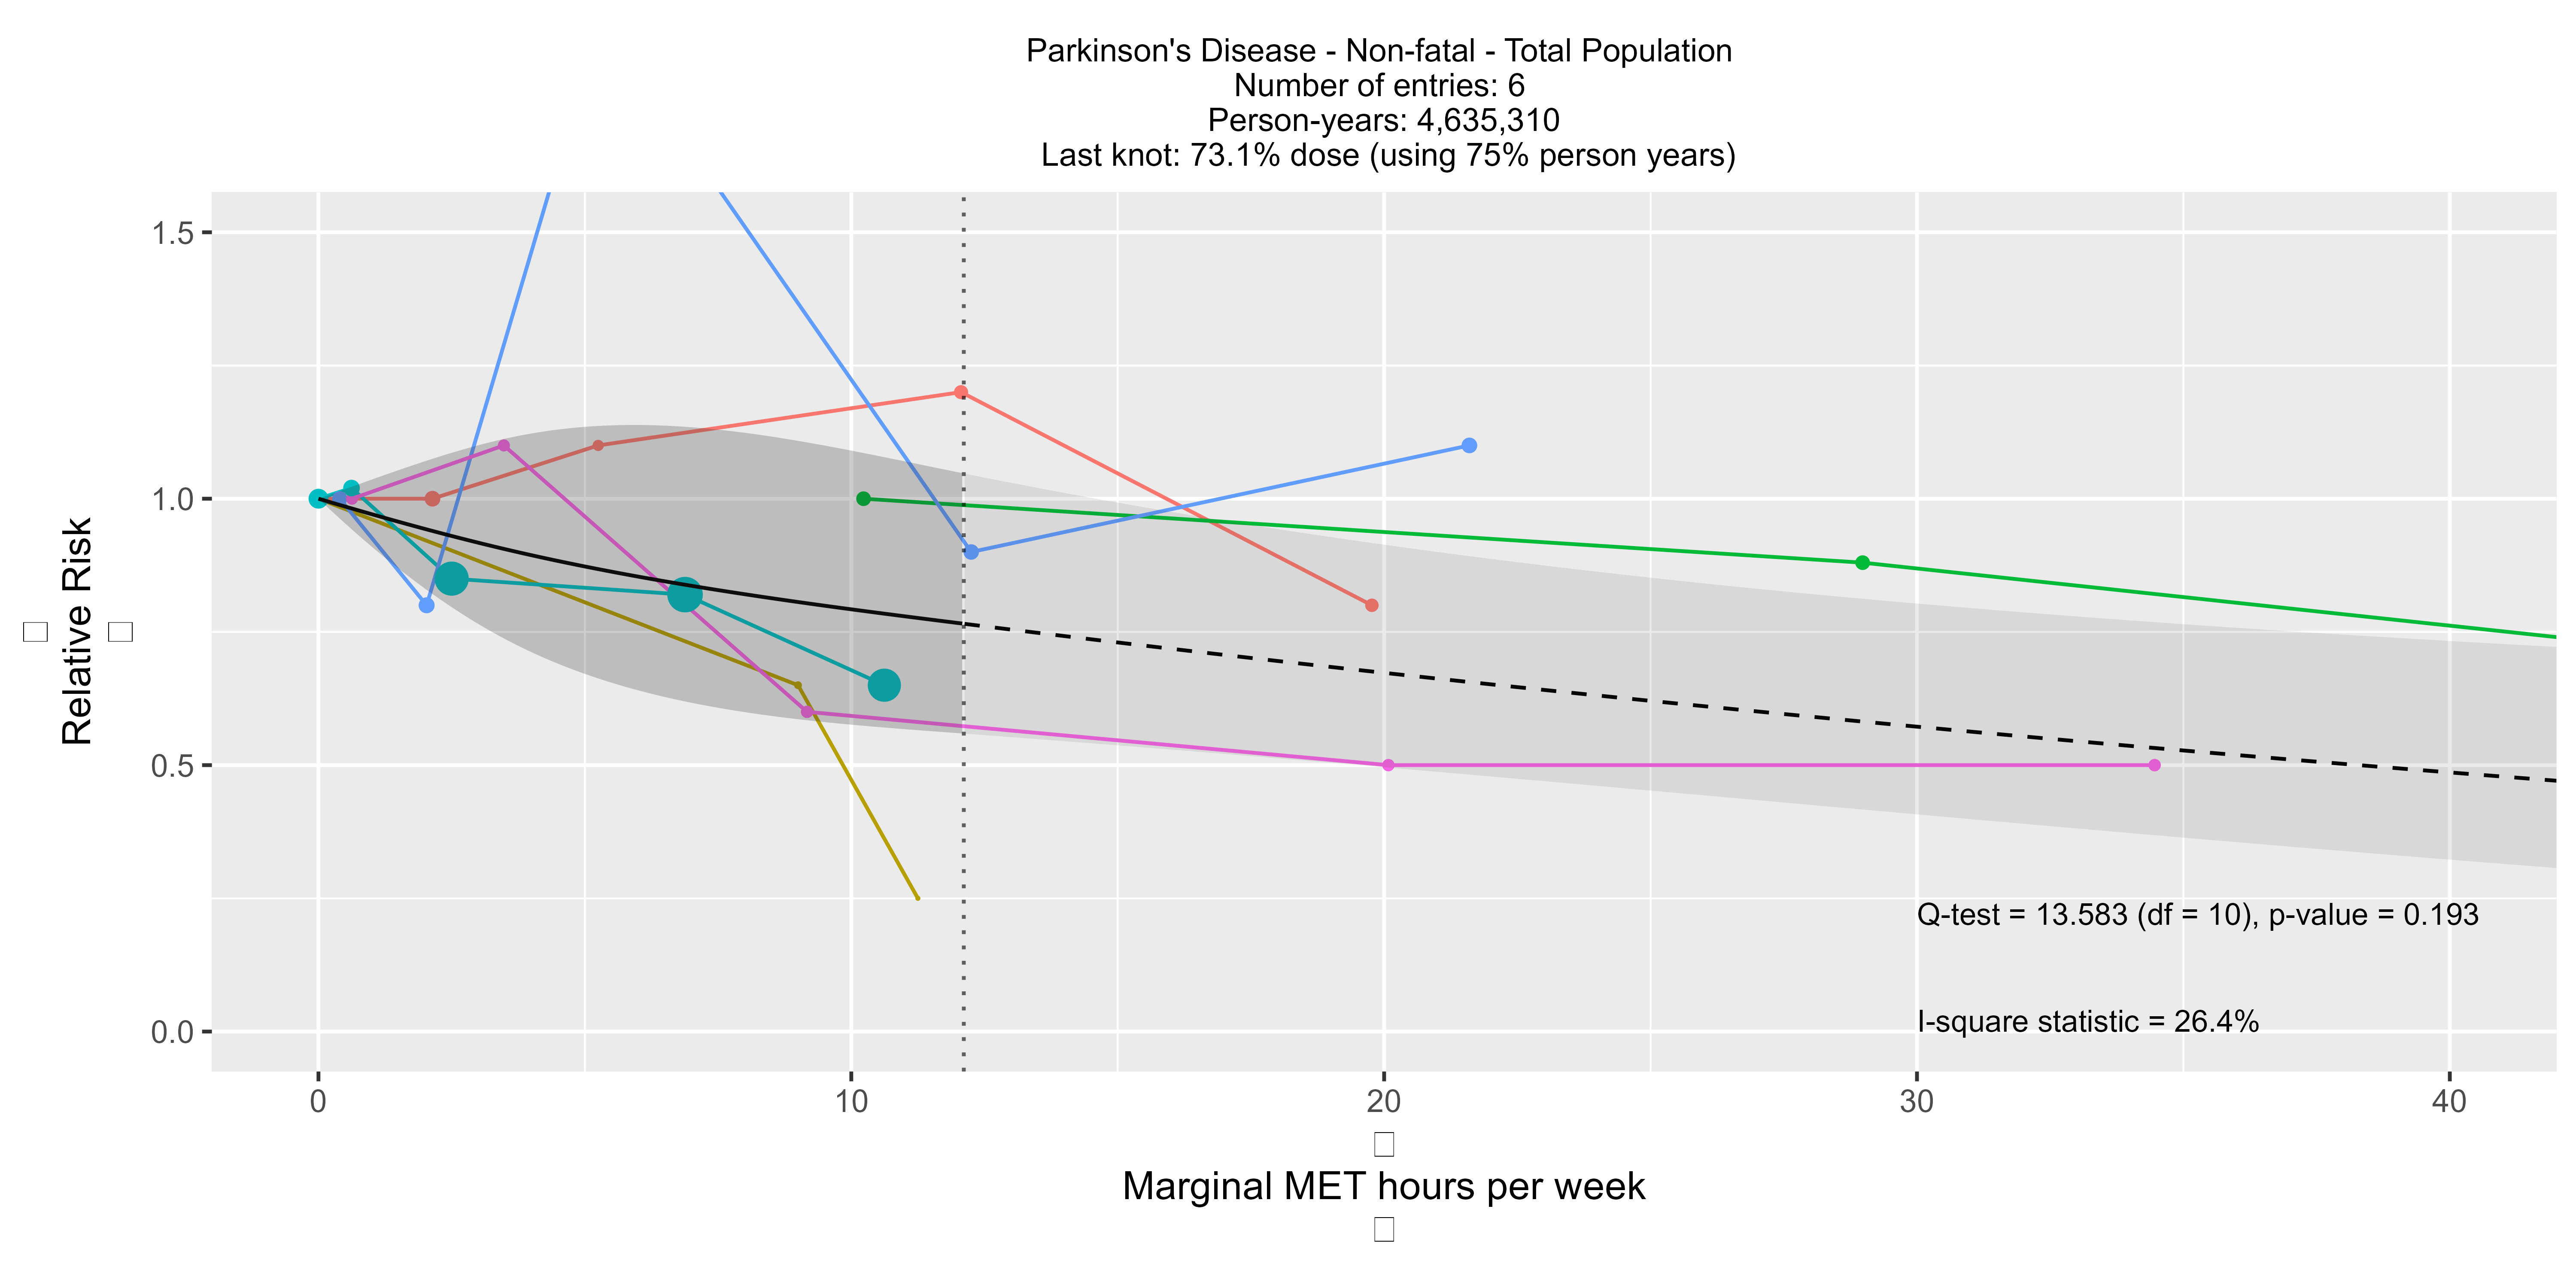 Parkinson's Disease - Non-fatal - Total Population
Number of entries: 6
Person-years: 4,635,310
Last knot: 73.1% dose (using 75% person years)
Relative Risk
1.5
1.0
0.5
0.0
Q-test = 13.583 (df = 10), p-value = 0.193
I-square statistic = 26.4%
0 10 20 30 40
Marginal MET hours per week